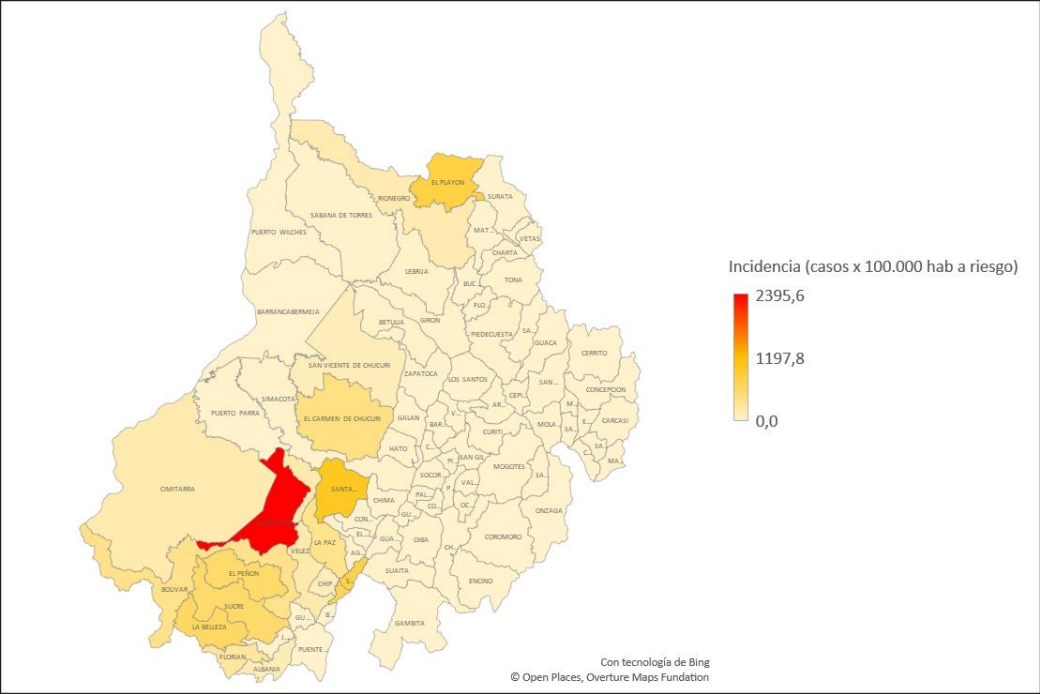 EL PLAYON
RIONEGRO
SURATA
SABANA DE TORRES
PUERTO WILCHES
MAT...
VETAS
CHARTA
LEBRIJA
TONA
BUC...
FLO...
BARRANCABERMEJA
BETULIA
GIRON
PIEDECUESTA
SA...
GUACA
CERRITO
SAN VICENTE DE CHUCURI
ZAPATOCA
LOS SANTOS
SAN...
CONCEPCION
SIMACOTA
CEPI...
PUERTO PARRA
AR...
M...
EL CARMEN DE CHUCURI
GALAN
V...
BAR...
MOLA...
E...
CARCASI
CURITI
SA...
HATO
C...
SA...
C...
SAN GIL
PI...
MA...
MOGOTES
CIMITARRA
SANTA...
SOCOR...
SA...
VAL...
P...
CHIMA
PAL...
CO...
OC...
GU...
ONZAGA
CON...
EL...
GUA...
OIBA
COROMORO
LA PAZ
CH...
VELEZ
AG...
EL PEÑON
SUAITA
BOLIVAR
CHIP...
S...
ENCINO
SUCRE
GU...
B...
LA BELLEZA
GAMBITA
J...
PUENTE...
FLORIAN
ALBANIA
Incidencia (casos x 100.000 hab a riesgo)
2395,6
1197,8
0,0
Con tecnología de Bing
© Open Places, Overture Maps Foundation